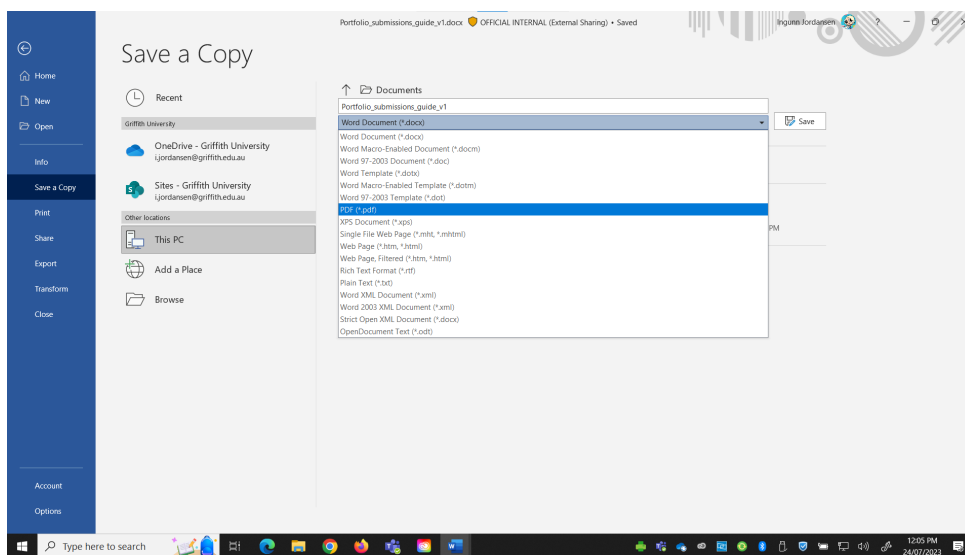 Portfolio_submissions_guide_v1.docx OFFICIAL INTERNAL (External Sharing) • Saved
Ingunn Jordansen
?
Save a Copy
Home
New
Open
Info
Save a Copy
Print
Share
Export
Transform
Close
Account
Options
Recent
Griffith University
OneDrive - Griffith University
i.jordansen@griffith.edu.au
Sites - Griffith University
i.jordansen@griffith.edu.au
Other locations
This PC
Add a Place
Browse
Documents
Portfolio_submissions_guide_v1
Word Document (*.docx)
Save
Word Document (*.docx)
Word Macro-Enabled Document (*.docm)
Word 97-2003 Document (*.doc)
Word Template (*.dotx)
Word Macro-Enabled Template (*.dotm)
Word 97-2003 Template (*.dot)
PDF (*.pdf)
XPS Document (*.xps)
Single File Web Page (*.mht, *.mhtml)
Web Page (*.htm, *.html)
Web Page, Filtered (*.htm, *.html)
Rich Text Format (*.rtf)
Plain Text (*.txt)
Word XML Document (*.xml)
Word 2003 XML Document (*.xml)
Strict Open XML Document (*.docx)
OpenDocument Text (*.odt)
PM
Type here to search
12:05 PM
24/07/2023